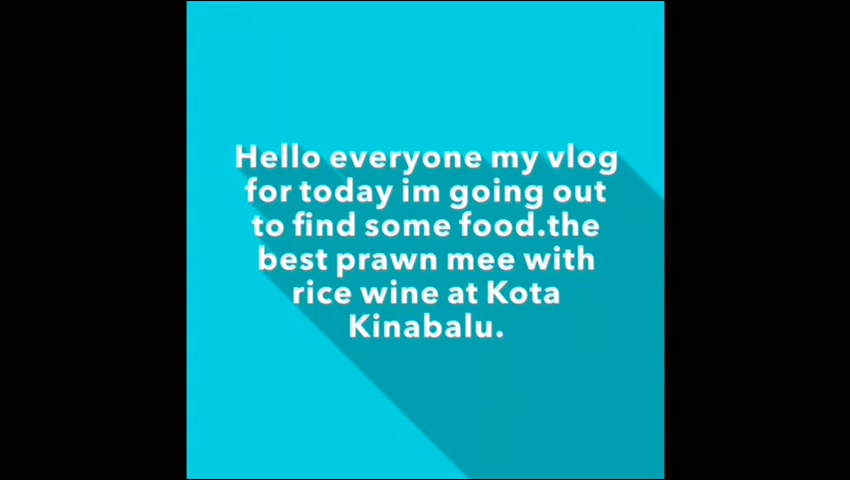 Hello everyone my vlog
for today im going out
to find some food.the
best prawn mee with
rice wine at Kota
Kinabalu.